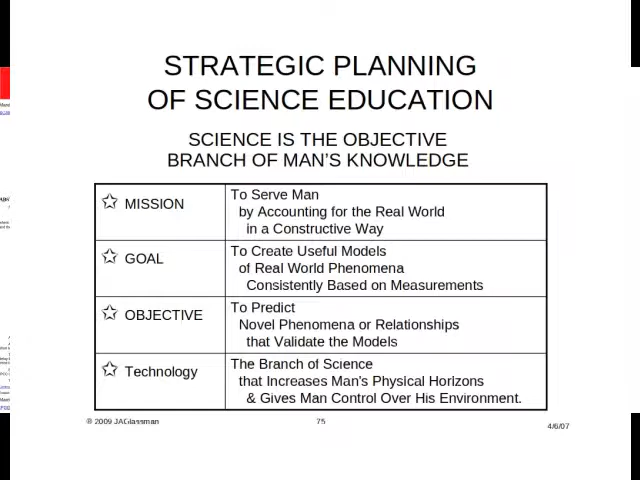 STRATEGIC PLANNING
OF SCIENCE EDUCATION
SCIENCE IS THE OBJECTIVE
BRANCH OF MAN'S KNOWLEDGE
MISSION
To Serve Man
by Accounting for the Real World
in a Constructive Way
GOAL
To Create Useful Models
of Real World Phenomena
Consistently Based on Measurements
OBJECTIVE
To Predict
Novel Phenomena or Relationships
that Validate the Models
Technology
The Branch of Science
that Increases Man's Physical Horizons
& Gives Man Control Over His Environment.
© 2009 JAGlassman
75
4/6/07